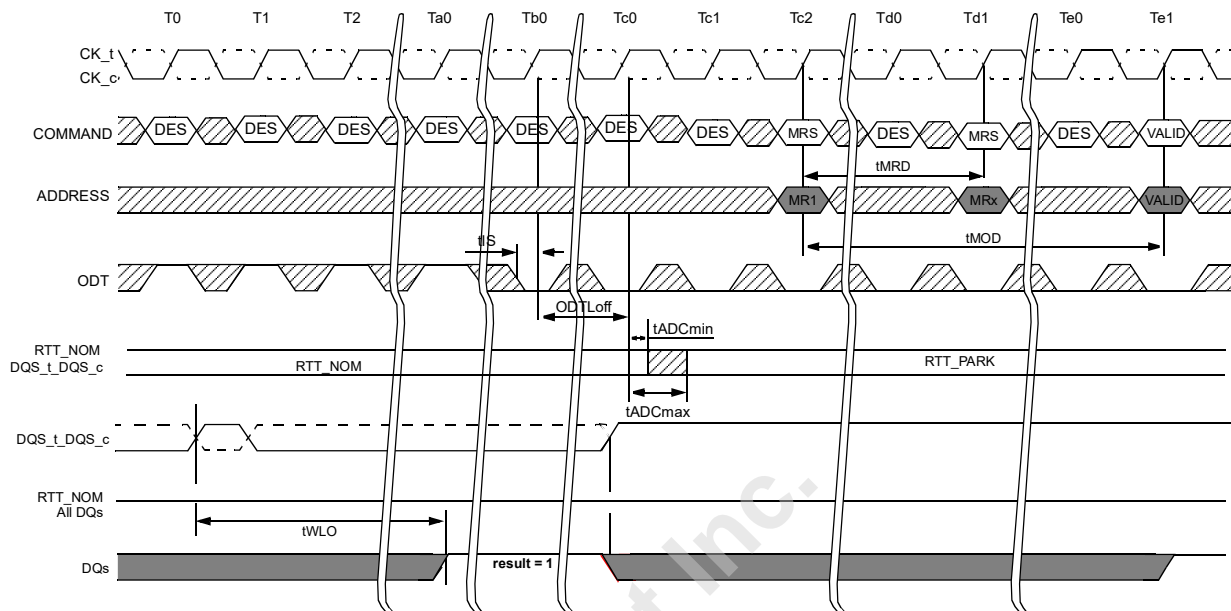 T0 T1 T2 Ta0 Tb0 Tc0 Tc1 Tc2 Td0 Td1 Te0 Te1
CK_t
CK_c
COMMAND DES DES DES DES DES DES DES MRS DES MRS DES VALID
tMRD
ADDRESS MR1 MRx VALID
tIS tMOD
ODT
ODTLoff
tADCmin
RTT_NOM
DQS_t_DQS_c RTT_NOM RTT_PARK
tADCmax
DQS_t_DQS_c
RTT_NOM
All DQs
tWLO
DQs result = 1
Inc.